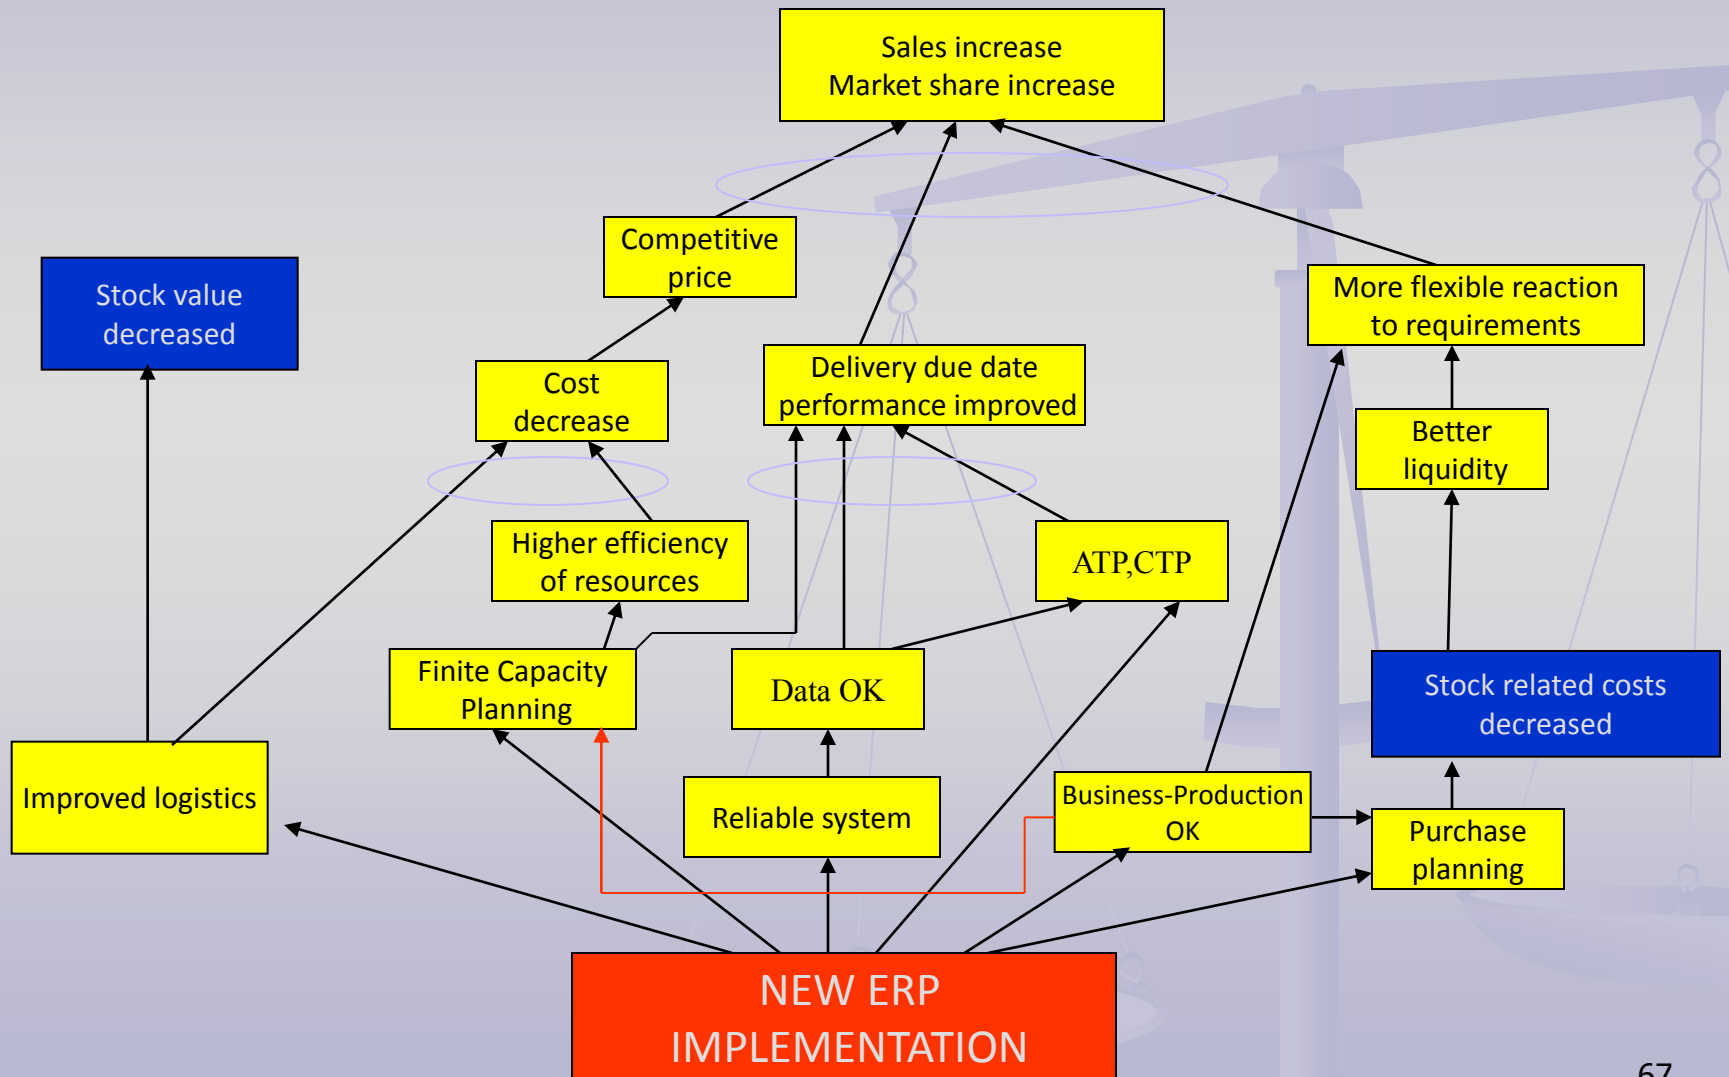 Sales increase
Market share increase
Competitive
price
Stock value
decreased
More flexible reaction
to requirements
Cost
decrease
Delivery due date
performance improved
Better
liquidity
Higher efficiency
of resources
ATP,CTP
Finite Capacity
Planning
Data OK
Stock related costs
decreased
Improved logistics
Reliable system
Business-Production
OK
Purchase
planning
NEW ERP
IMPLEMENTATION
67